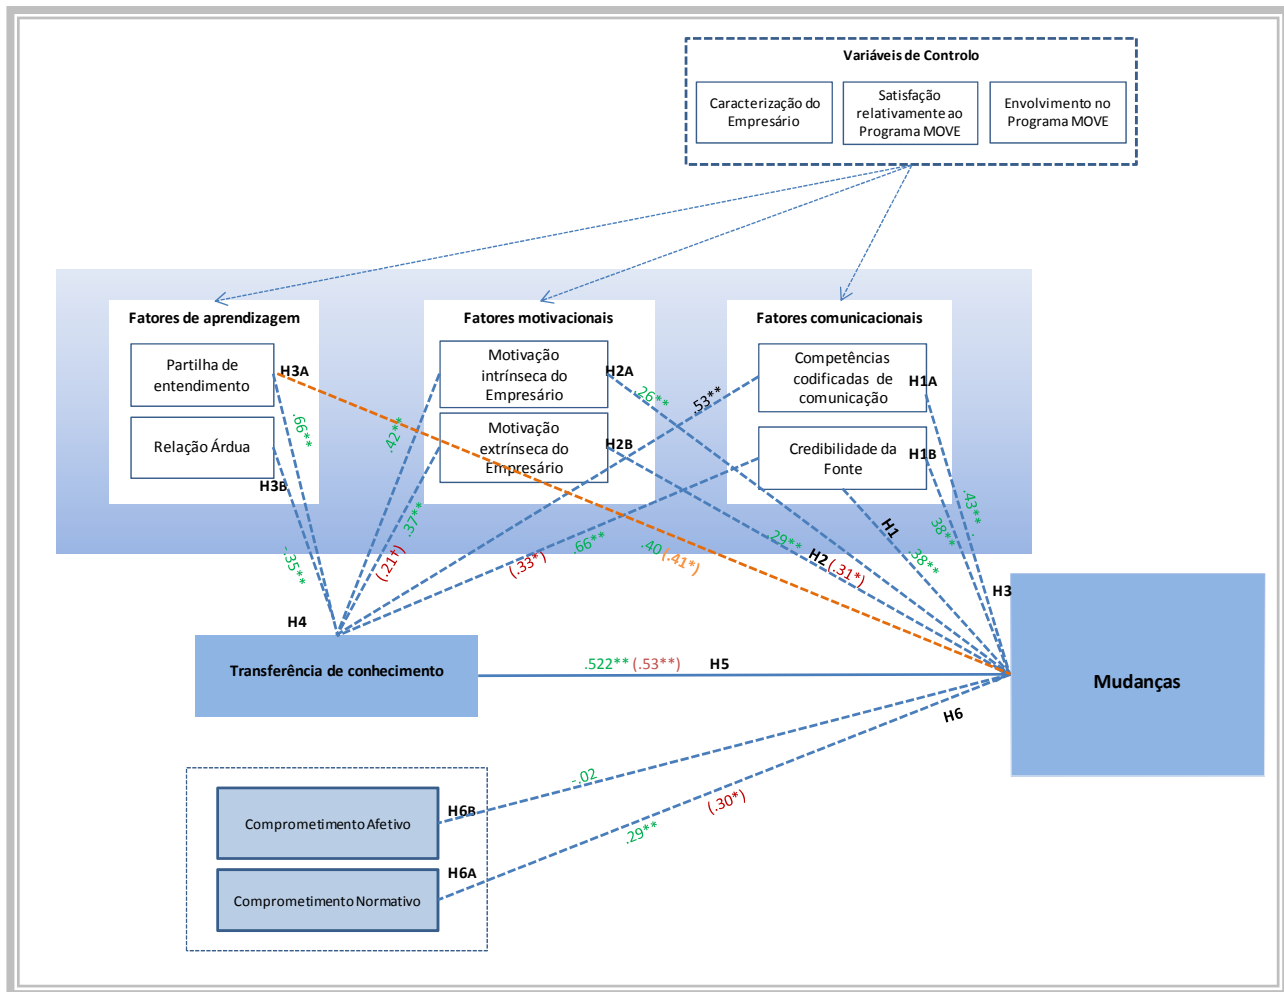 Variáveis de Controlo
Caracterização do
Empresário
Satisfação
relativamente ao
Programa MOVE
Envolvimento no
Programa MOVE
Fatores de aprendizagem
Partilha de
entendimento
Relação Árdua
H3A
H3B
Fatores motivacionais
Motivação
intrínseca do
Empresário
Motivação
extrínseca do
Empresário
H2A
H2B
Fatores comunicacionais
Competências
codificadas de
comunicação
Credibilidade da
Fonte
H1A
H1B
.66**
-.35**
.42**
.37**
(.21†)
.53**
.66**
(.33*)
.26**
.29**
H2
(.31*)
.40
(.41*)
H1
.38**
.43**
38**
H3
H4
Transferência de conhecimento
.522** (.53**)
H5
Mudanças
H6
-.02
(.30*)
.29**
H6B
Comprometimento Afetivo
H6A
Comprometimento Normativo